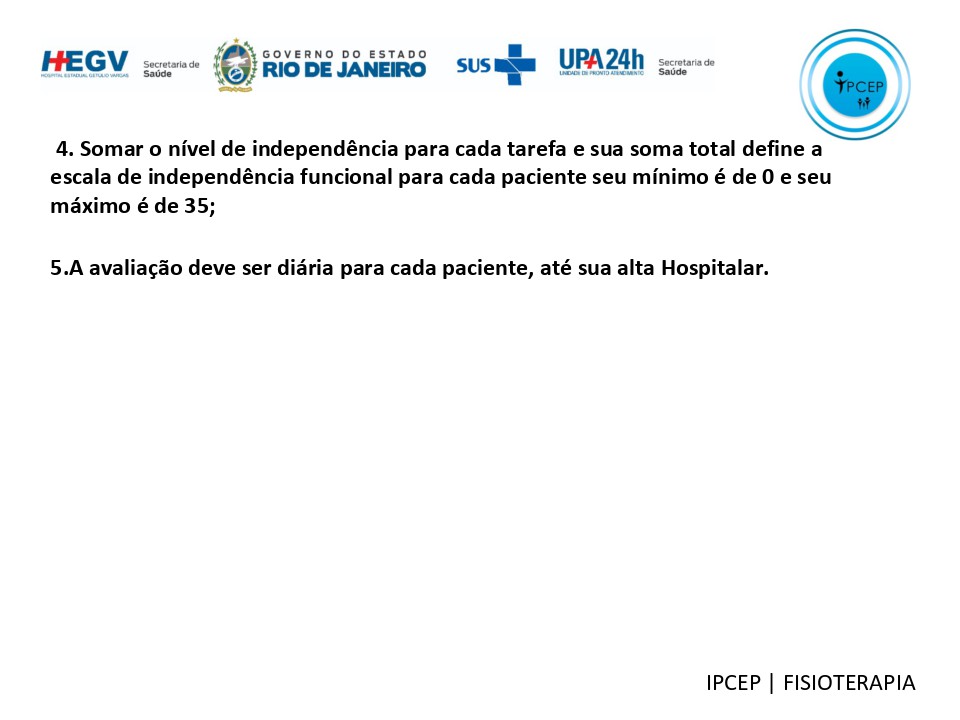 HEGV
HOSPITAL ESTADUAL GETÚLIO VARGAS
Secretaria de
Saúde
GOVERNO DO ESTADO
RIO DE JANEIRO
SUS
UPA 24h
UNIDADE DE PRONTO ATENDIMENTO
Secretaria de
Saúde
IPCEP
4. Somar o nível de independência para cada tarefa e sua soma total define a
escala de independência funcional para cada paciente seu mínimo é de 0 e seu
máximo é de 35;
5.A avaliação deve ser diária para cada paciente, até sua alta Hospitalar.
IPCEP | FISIOTERAPIA